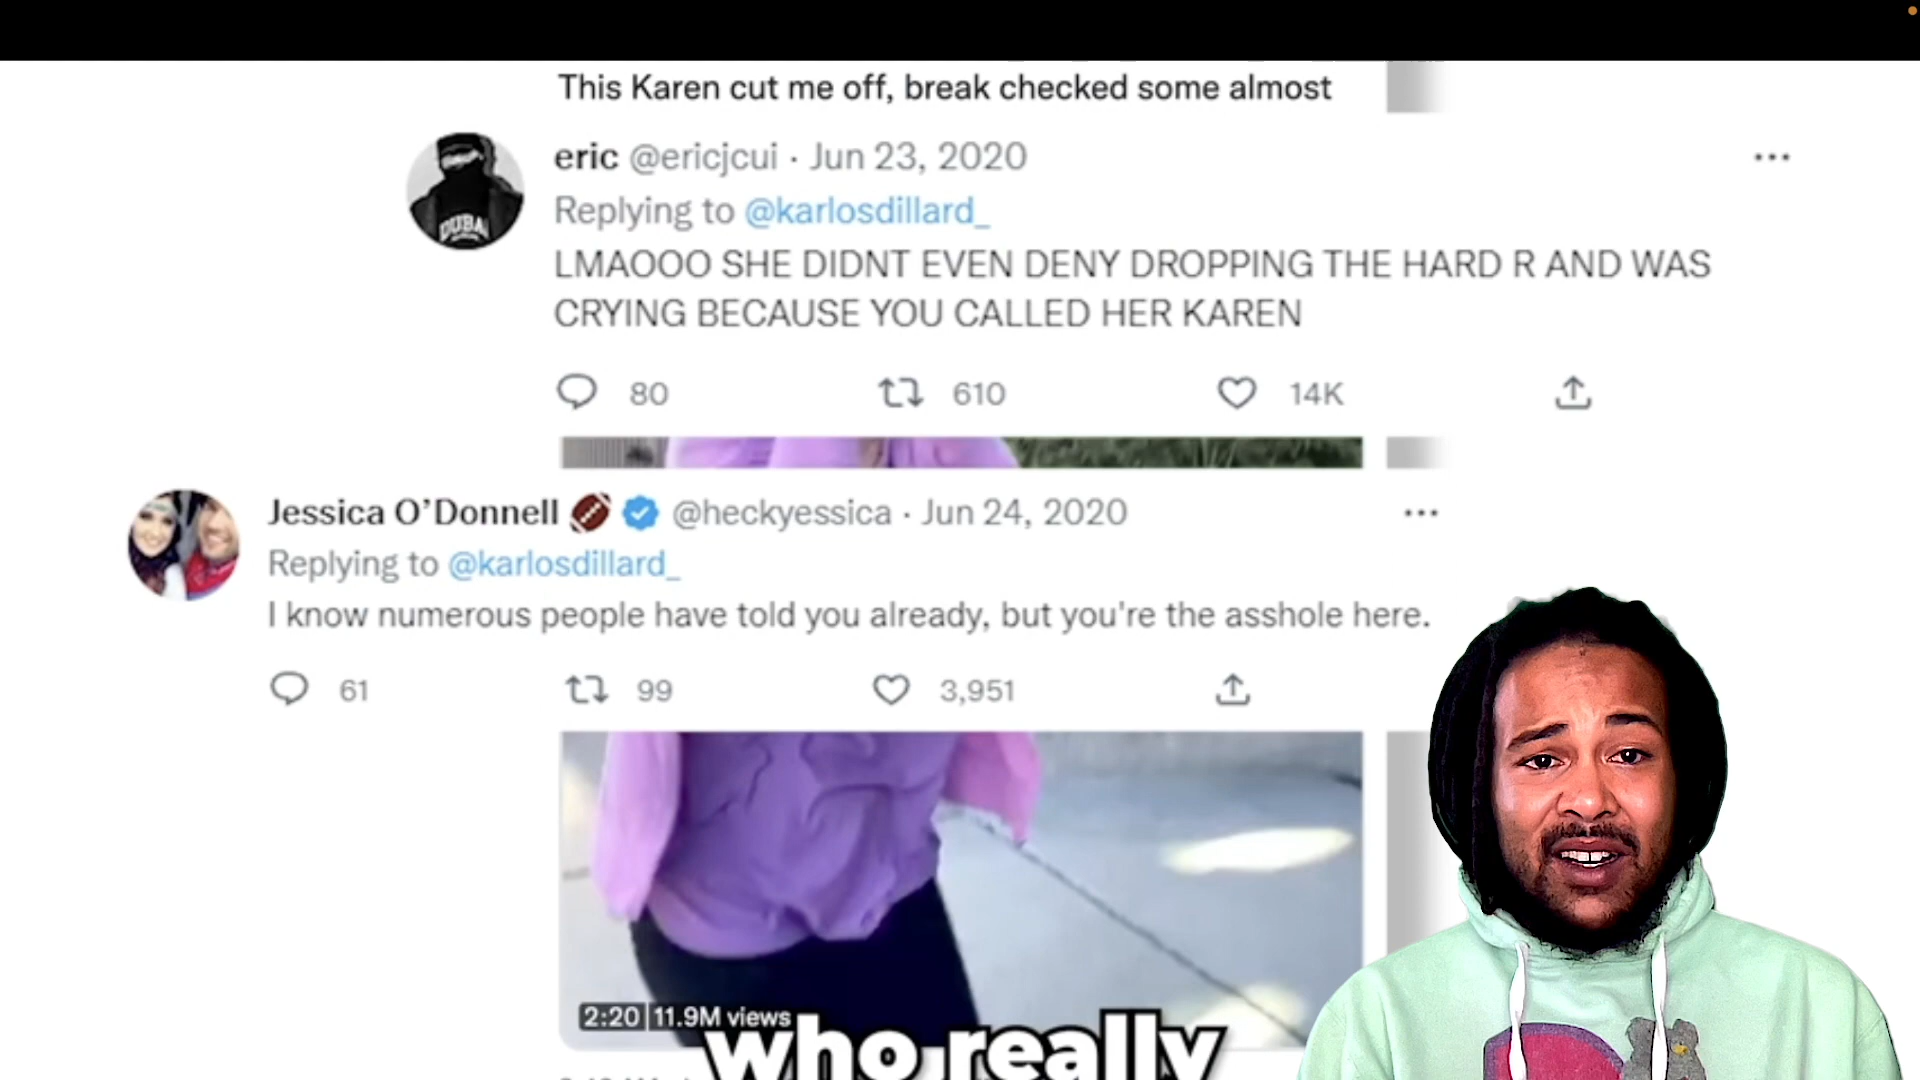 This Karen cut me off, break checked some almost
eric @ericjcui · Jun 23, 2020
Replying to @karlosdillard_
LMAOOO SHE DIDNT EVEN DENY DROPPING THE HARD R AND WAS
CRYING BECAUSE YOU CALLED HER KAREN
80 610 14K
DUBAI
Jessica O'Donnell @heckyessica · Jun 24, 2020
Replying to @karlosdillard_
I know numerous people have told you already, but you're the asshole here.
61 99 3,951
2:20 11.9M views
who really